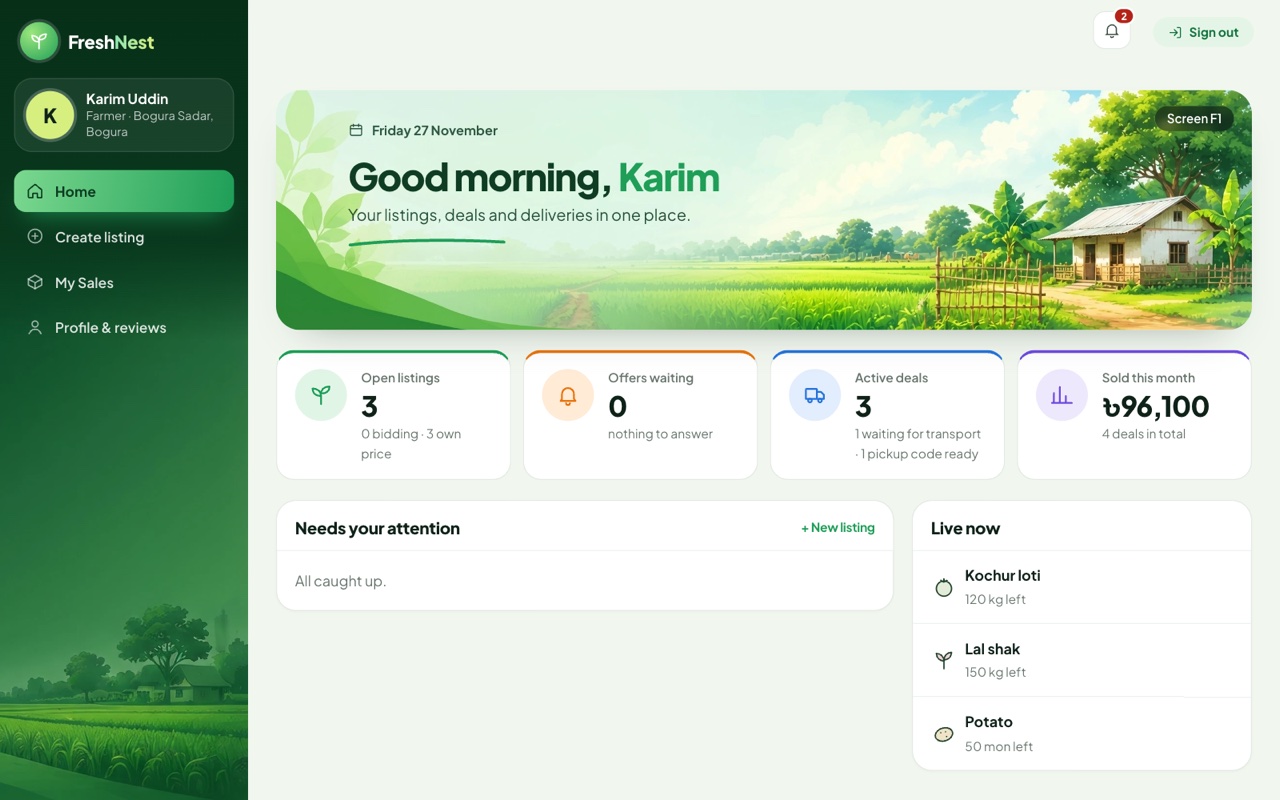 FreshNest
K
Karim Uddin
Farmer · Bogura Sadar,
Bogura
Home
Create listing
My Sales
Profile & reviews
2
Sign out
Friday 27 November
Screen F1
Good morning, Karim
Your listings, deals and deliveries in one place.
Open listings
3
0 bidding · 3 own
price
Offers waiting
0
nothing to answer
Active deals
3
1 waiting for transport
· 1 pickup code ready
Sold this month
৳96,100
4 deals in total
Needs your attention
+ New listing
All caught up.
Live now
Kochur loti
120 kg left
Lal shak
150 kg left
Potato
50 mon left